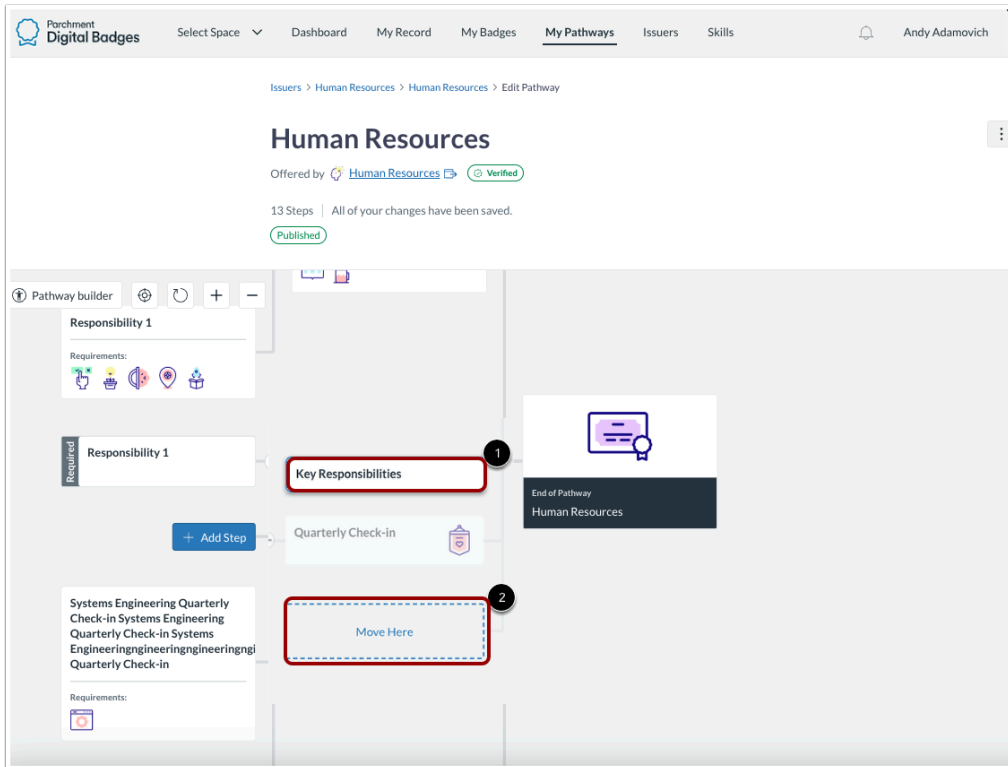 Parchment
Digital Badges
Select Space
Dashboard
My Record
My Badges
My Pathways
Issuers
Skills
Andy Adamovich
Issuers > Human Resources > Human Resources > Edit Pathway
Human Resources
Offered by Human Resources Verified
13 Steps | All of your changes have been saved.
Published
Pathway builder
Responsibility 1
Requirements:
Required
Responsibility 1
1
Key Responsibilities
End of Pathway
Human Resources
+ Add Step
Quarterly Check-in
2
Move Here
Systems Engineering Quarterly
Check-in Systems Engineering
Quarterly Check-in Systems
Engineeringngineeringngineeringngi
Quarterly Check-in
Requirements: